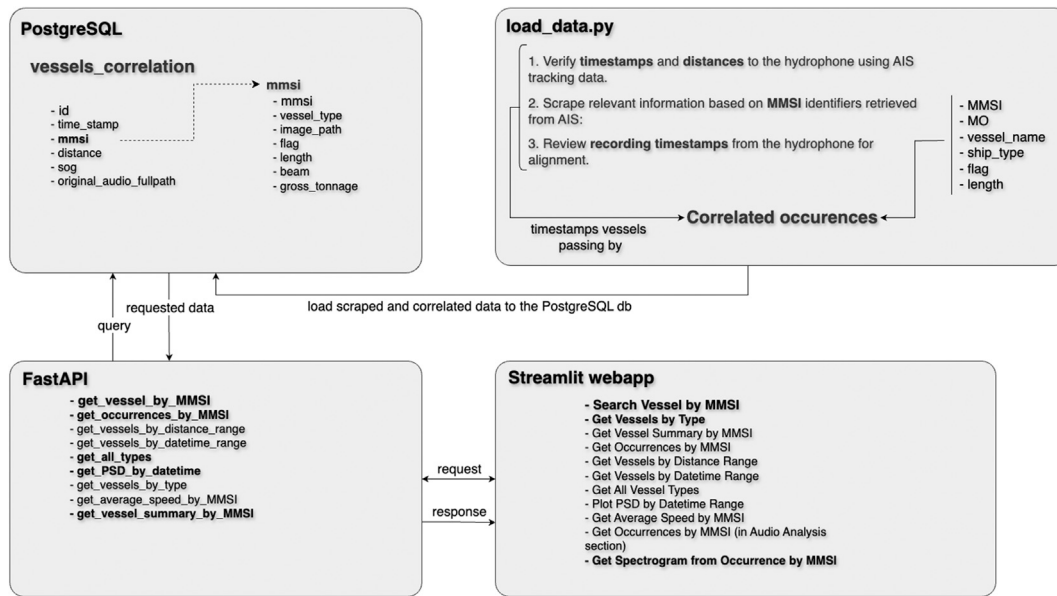 PostgreSQL
vessels_correlation
- id
- time_stamp
- mmsi
- distance
- sog
- original_audio_fullpath
mmsi
- mmsi
- vessel_type
- image_path
- flag
- length
- beam
- gross_tonnage
load_data.py
1. Verify timestamps and distances to the hydrophone using AIS
tracking data.
2. Scrape relevant information based on MMSI identifiers retrieved
from AIS:
3. Review recording timestamps from the hydrophone for
alignment.
- MMSI
- MO
- vessel_name
- ship_type
- flag
- length
Correlated occurences
timestamps vessels
passing by
requested data
query
load scraped and correlated data to the PostgreSQL db
FastAPI
- get_vessel_by_MMSI
- get_occurrences_by_MMSI
- get_vessels_by_distance_range
- get_vessels_by_datetime_range
- get_all_types
- get_PSD_by_datetime
- get_vessels_by_type
- get_average_speed_by_MMSI
- get_vessel_summary_by_MMSI
request
response
Streamlit webapp
- Search Vessel by MMSI
- Get Vessels by Type
- Get Vessel Summary by MMSI
- Get Occurrences by MMSI
- Get Vessels by Distance Range
- Get Vessels by Datetime Range
- Get All Vessel Types
- Plot PSD by Datetime Range
- Get Average Speed by MMSI
- Get Occurrences by MMSI (in Audio Analysis
section)
- Get Spectrogram from Occurrence by MMSI